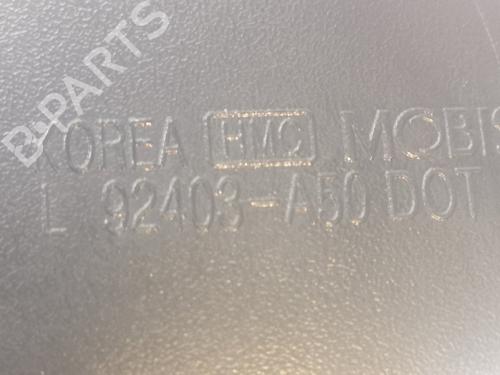 B-PARTS
KOREA HMC MOBIS
L 92403-A50 DOT